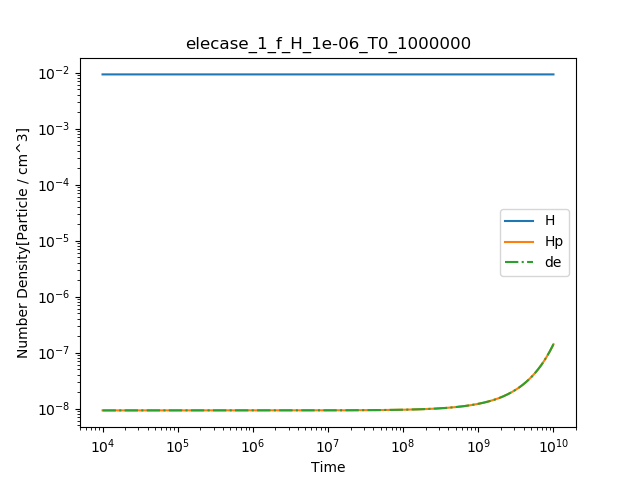 elecase_1_f_H_1e-06_T0_1000000
Number Density[Particle / cm^3]
10^-2
10^-3
10^-4
10^-5
10^-6
10^-7
10^-8
H
Hp
de
10^4 10^5 10^6 10^7 10^8 10^9 10^10
Time